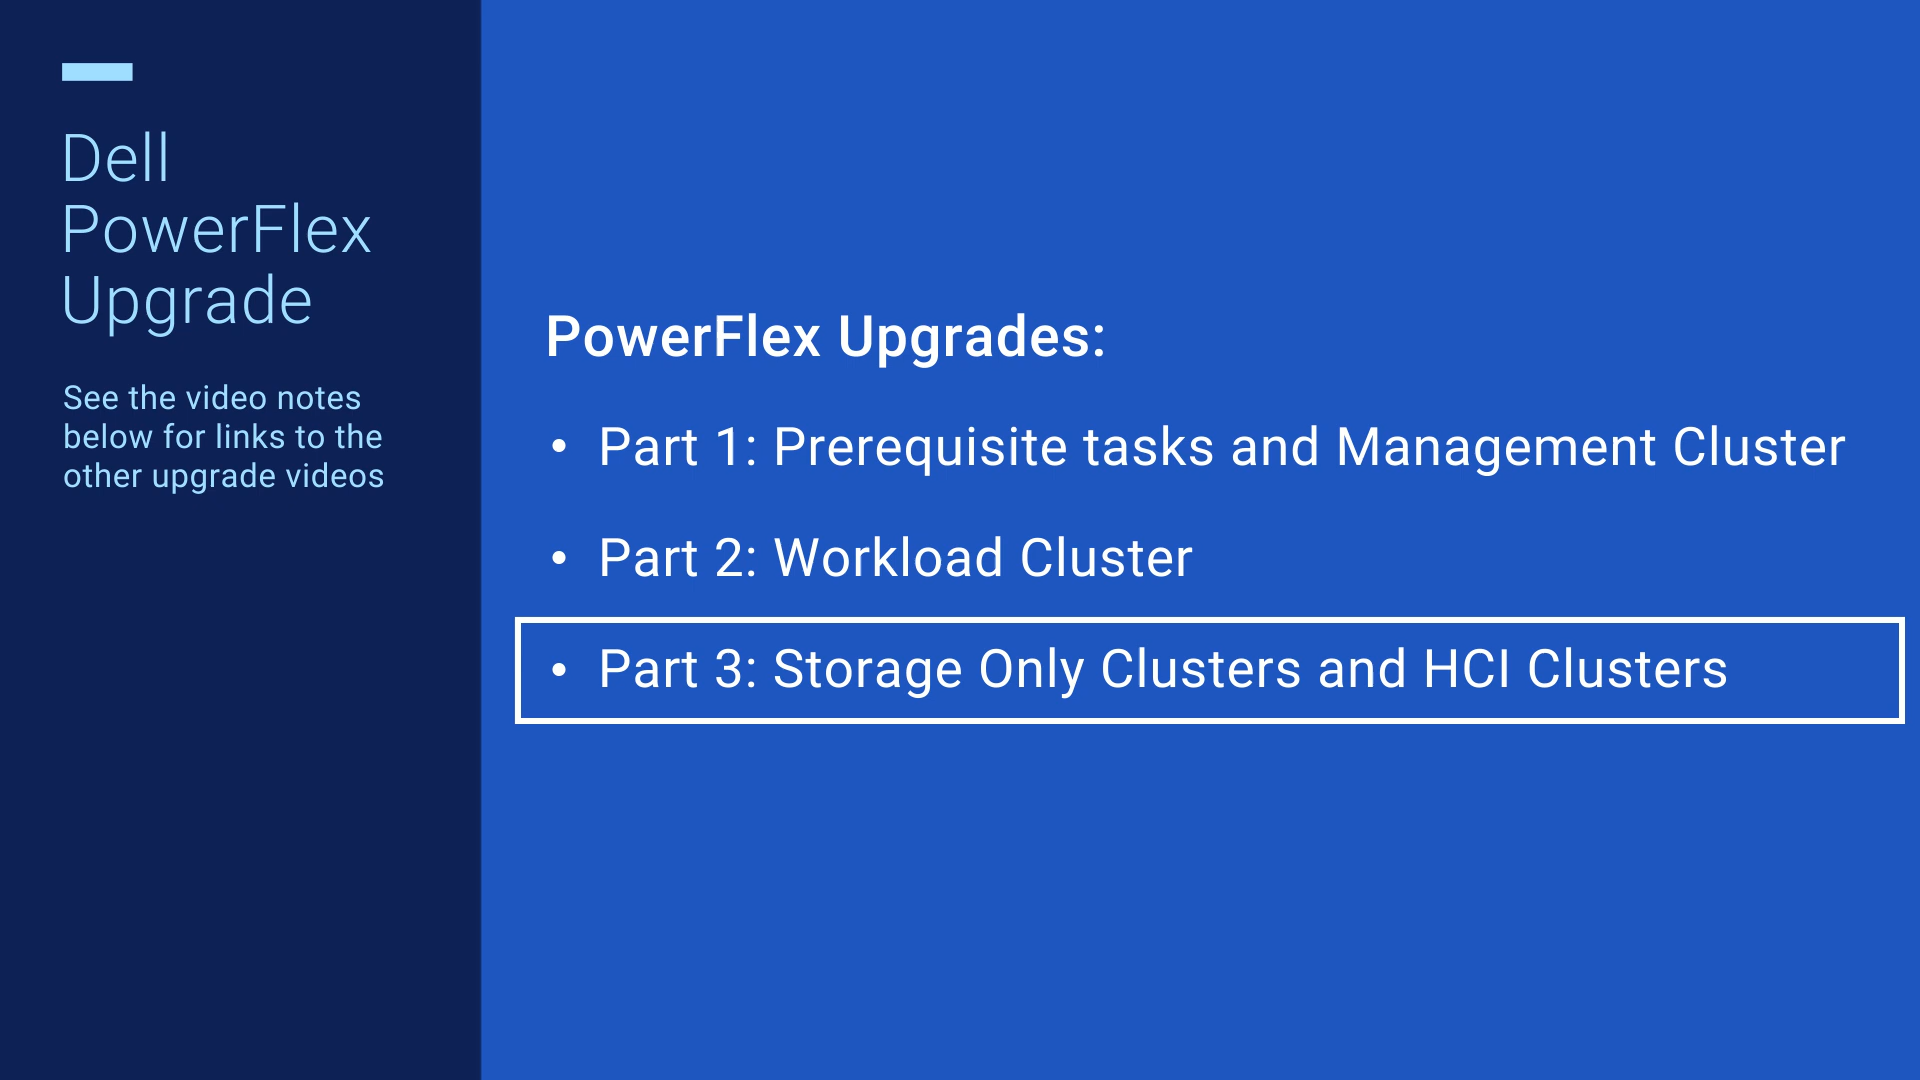 Dell
PowerFlex
Upgrade
See the video notes
below for links to the
other upgrade videos
PowerFlex Upgrades:
• Part 1: Prerequisite tasks and Management Cluster
• Part 2: Workload Cluster
• Part 3: Storage Only Clusters and HCI Clusters